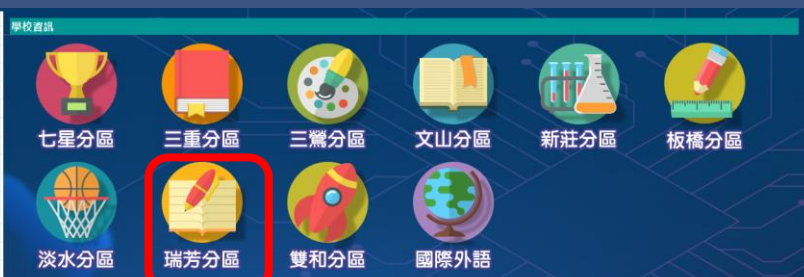 學校資訊
七星分區 三重分區 三鶯分區 文山分區 新莊分區 板橋分區
淡水分區 瑞芳分區 雙和分區 國際外語